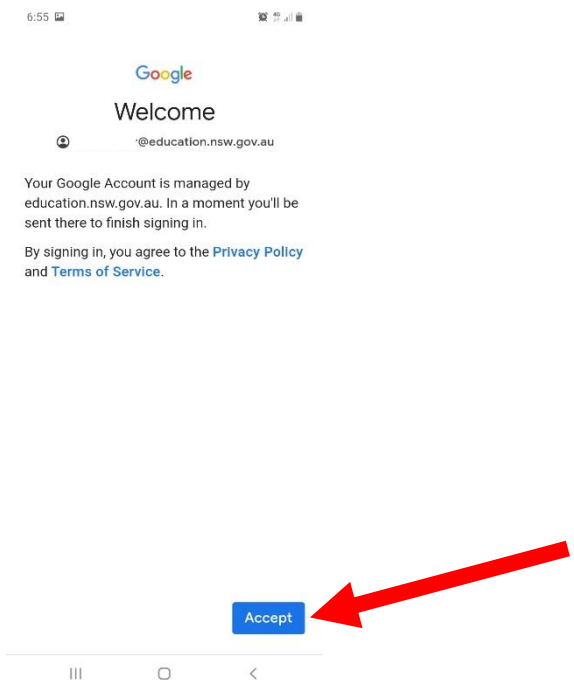 6:55
Google
Welcome
@education.nsw.gov.au
Your Google Account is managed by
education.nsw.gov.au. In a moment you'll be
sent there to finish signing in.
By signing in, you agree to the Privacy Policy
and Terms of Service.
Accept